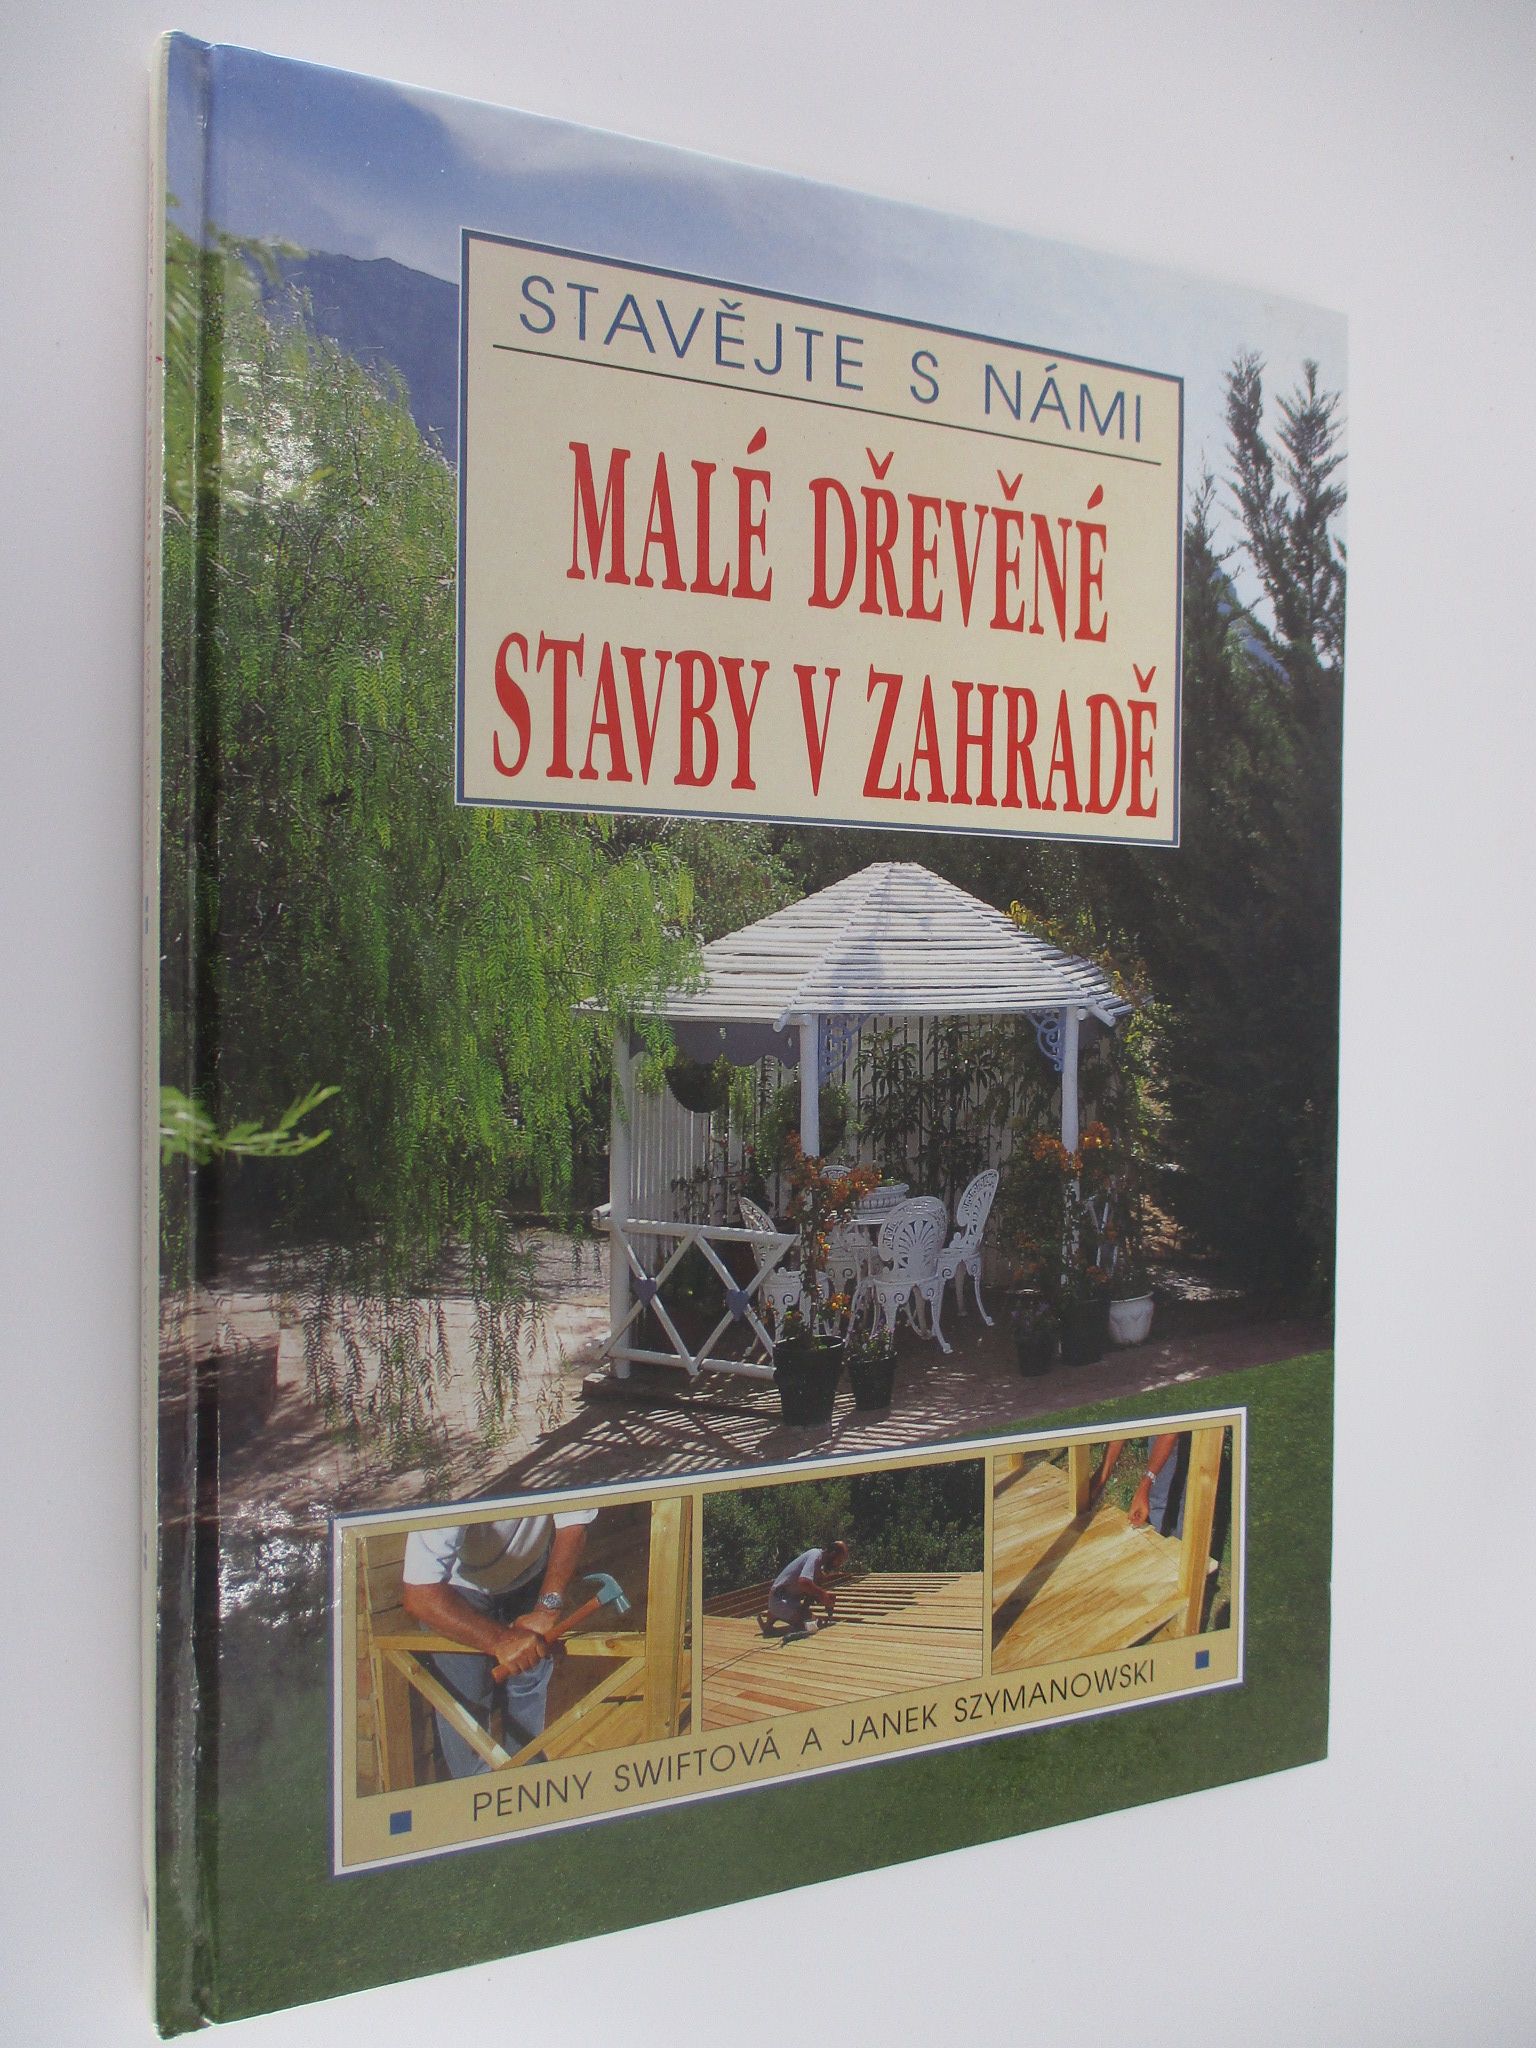 STAVĚJTE S NÁMI
MALÉ DŘEVĚNÉ
STAVBY V ZAHRADĚ
PENNY SWIFTOVÁ A JANEK SZYMANOWSKI